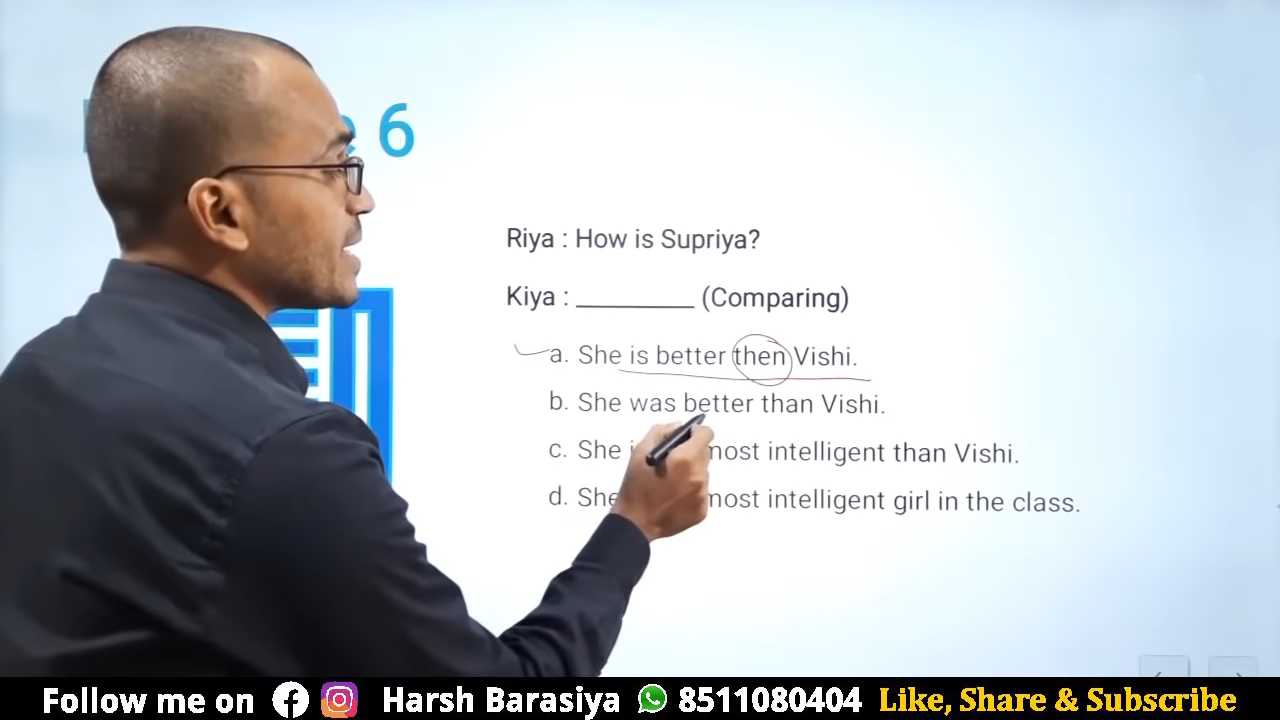 6
Riya : How is Supriya?
Kiya : _________ (Comparing)
a. She is better then Vishi.
b. She was better than Vishi.
c. She most intelligent than Vishi.
d. She most intelligent girl in the class.
Follow me on Harsh Barasiya 8511080404 Like, Share & Subscribe